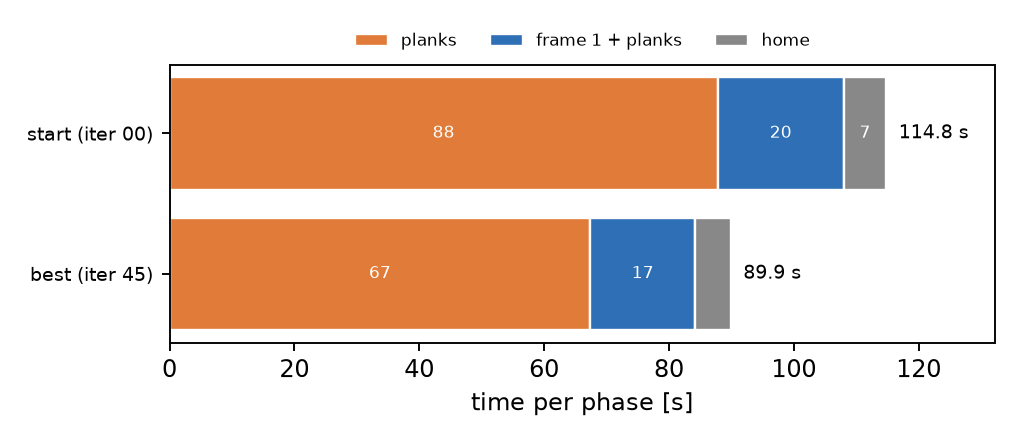 planks frame 1 + planks home
start (iter 00) 88 20 7 114.8 s
best (iter 45) 67 17 89.9 s
0 20 40 60 80 100 120
time per phase [s]